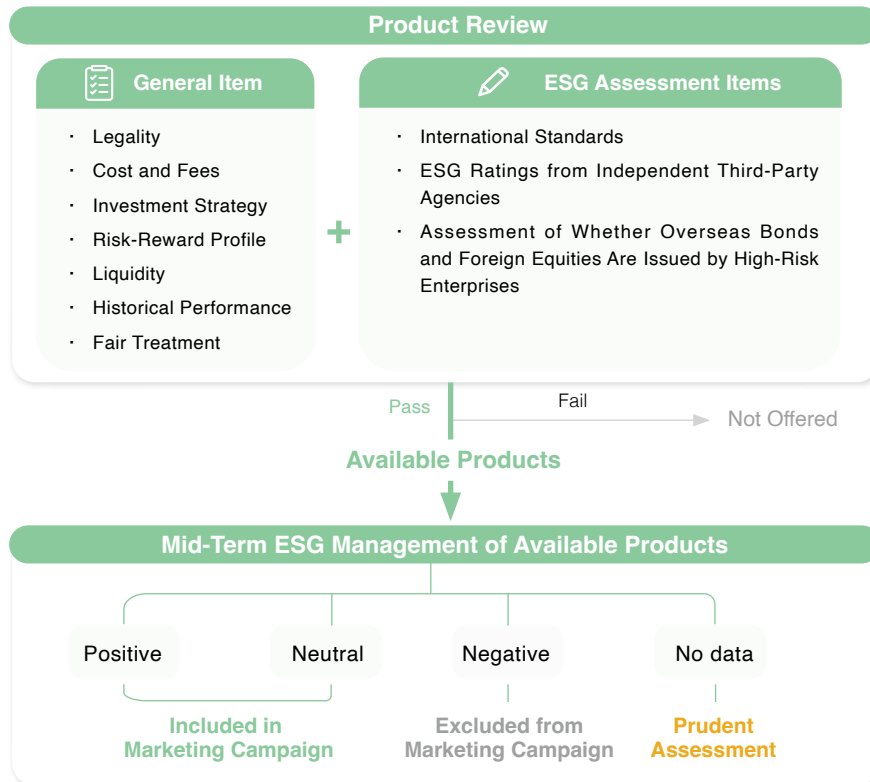 Product Review
General Item
· Legality
· Cost and Fees
· Investment Strategy
· Risk-Reward Profile
· Liquidity
· Historical Performance
· Fair Treatment
+
ESG Assessment Items
· International Standards
· ESG Ratings from Independent Third-Party
Agencies
· Assessment of Whether Overseas Bonds
and Foreign Equities Are Issued by High-Risk
Enterprises
Pass
Fail
Not Offered
Available Products
Mid-Term ESG Management of Available Products
Positive
Neutral
Negative
No data
Included in
Marketing Campaign
Excluded from
Marketing Campaign
Prudent
Assessment